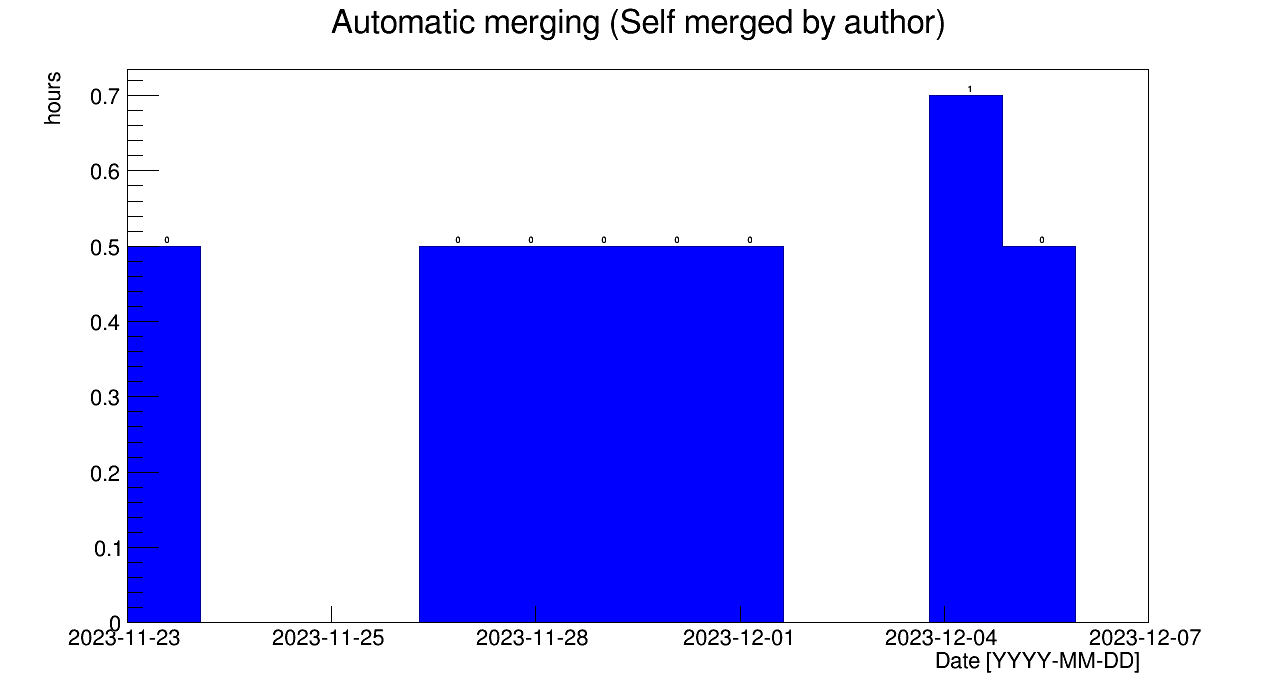 Automatic merging (Self merged by author)
hours
0.7
0.6
0.5
0.4
0.3
0.2
0.1
0
0 0 0 0 0 0 1 0
2023-11-23 2023-11-25 2023-11-28 2023-12-01 2023-12-04 2023-12-07
Date [YYYY-MM-DD]